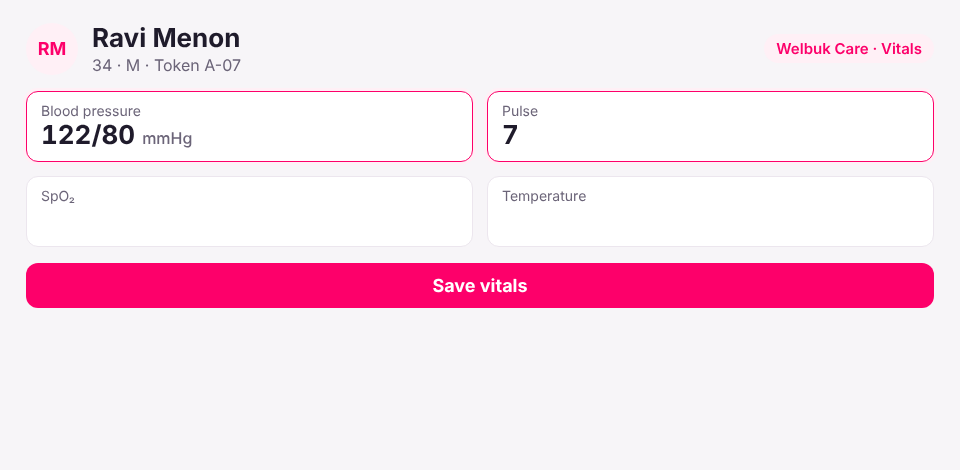 RM
Ravi Menon
34 · M · Token A-07
Welbuk Care · Vitals
Blood pressure
122/80 mmHg
Pulse
7
SpO₂
Temperature
Save vitals